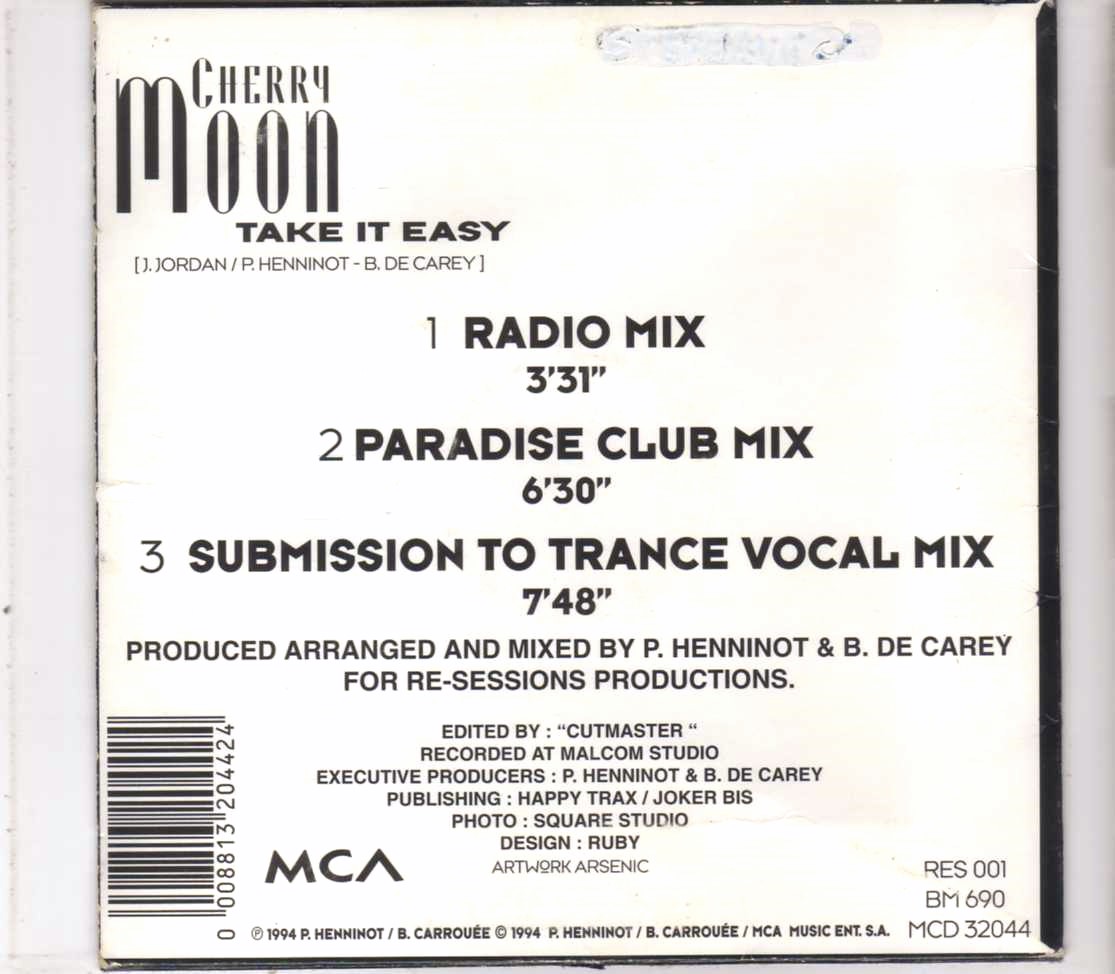 CHERRY
MOON
TAKE IT EASY
[ J. JORDAN / P. HENNINOT - B. DE CAREY ]
1 RADIO MIX
3'31"
2 PARADISE CLUB MIX
6'30"
3 SUBMISSION TO TRANCE VOCAL MIX
7'48"
PRODUCED ARRANGED AND MIXED BY P. HENNINOT & B. DE CAREY
FOR RE-SESSIONS PRODUCTIONS.
EDITED BY : "CUTMASTER "
RECORDED AT MALCOM STUDIO
EXECUTIVE PRODUCERS : P. HENNINOT & B. DE CAREY
PUBLISHING : HAPPY TRAX / JOKER BIS
PHOTO : SQUARE STUDIO
DESIGN : RUBY
ARTWORK ARSENIC
0 008813 204424
MCA
RES 001
BM 690
MCD 32044
℗ 1994 P. HENNINOT / B. CARROUÉE © 1994 P. HENNINOT / B. CARROUÉE / MCA MUSIC ENT. S.A.